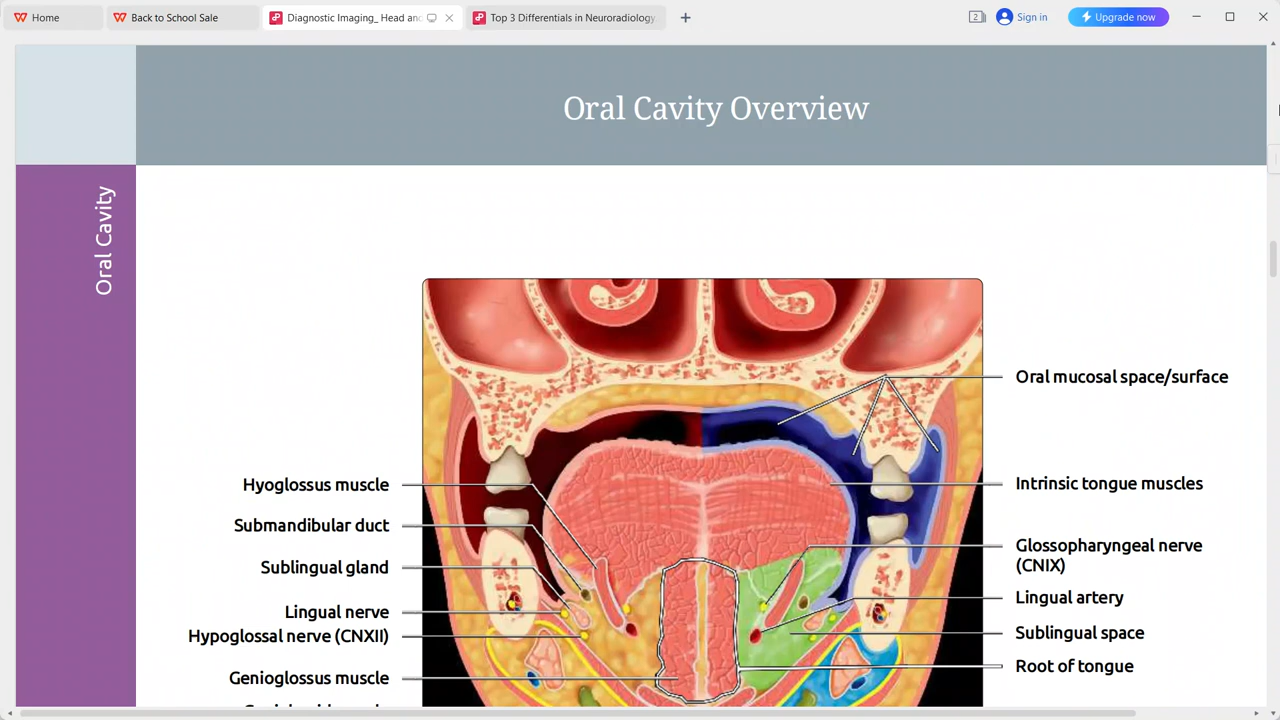 Home
Back to School Sale
Diagnostic Imaging_ Head an
Top 3 Differentials in Neuroradiology
2
Sign in
Upgrade now
Oral Cavity Overview
Oral Cavity
Oral mucosal space/surface
Hyoglossus muscle
Intrinsic tongue muscles
Submandibular duct
Glossopharyngeal nerve
(CNIX)
Sublingual gland
Lingual artery
Lingual nerve
Hypoglossal nerve (CNXII)
Sublingual space
Root of tongue
Genioglossus muscle